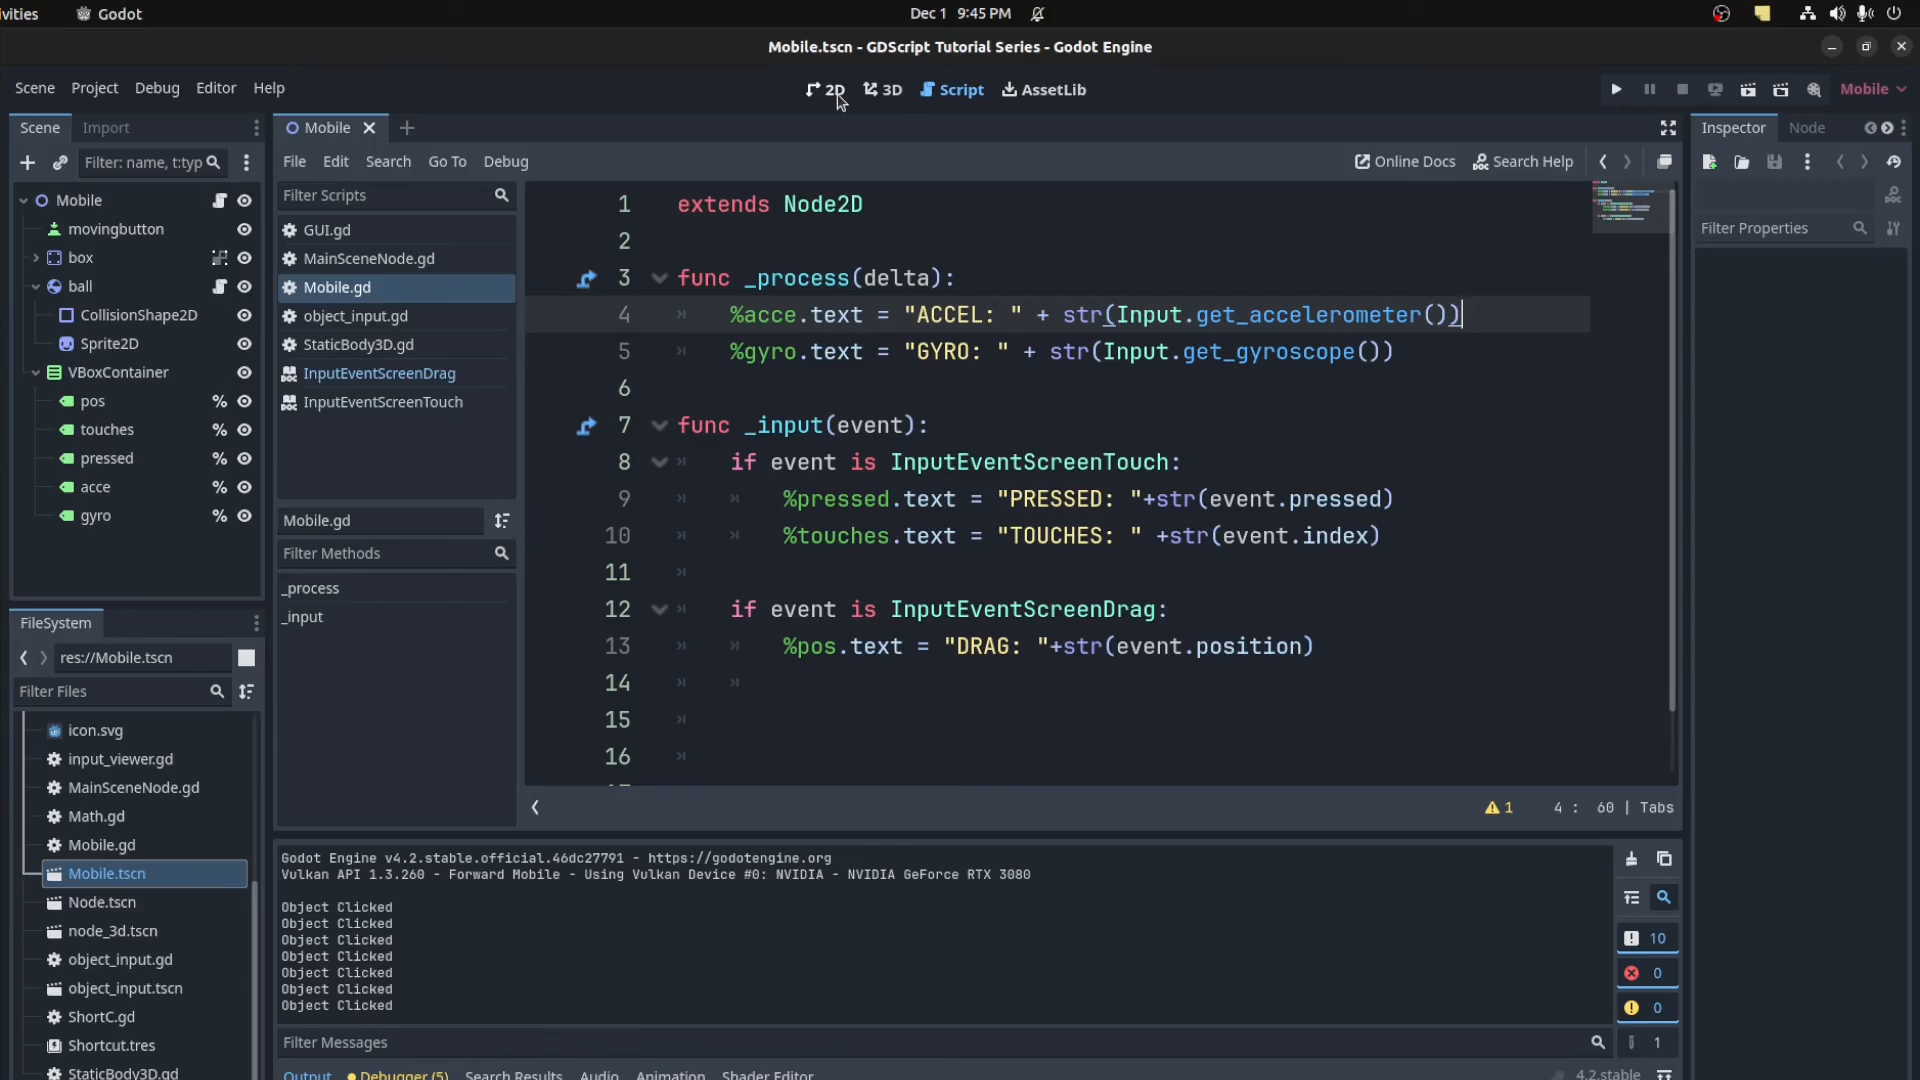 ivities
Godot
Dec 1 9:45 PM
Mobile.tscn - GDScript Tutorial Series - Godot Engine
Scene Project Debug Editor Help
2D 3D Script AssetLib
Mobile
Scene Import
Filter: name, t:typ
Mobile
movingbutton
box
ball
CollisionShape2D
Sprite2D
VBoxContainer
pos %
touches %
pressed %
acce %
gyro %
FileSystem
res://Mobile.tscn
Filter Files
icon.svg
input_viewer.gd
MainSceneNode.gd
Math.gd
Mobile.gd
Mobile.tscn
Node.tscn
node_3d.tscn
object_input.gd
object_input.tscn
ShortC.gd
Shortcut.tres
StaticBody3D.gd
Mobile
File Edit Search Go To Debug
Online Docs Search Help
Filter Scripts
GUI.gd
MainSceneNode.gd
Mobile.gd
object_input.gd
StaticBody3D.gd
InputEventScreenDrag
InputEventScreenTouch
Mobile.gd
Filter Methods
_process
_input
1 extends Node2D
2
3 func _process(delta):
4 %acce.text = "ACCEL: " + str(Input.get_accelerometer())
5 %gyro.text = "GYRO: " + str(Input.get_gyroscope())
6
7 func _input(event):
8 if event is InputEventScreenTouch:
9 %pressed.text = "PRESSED: "+str(event.pressed)
10 %touches.text = "TOUCHES: " +str(event.index)
11
12 if event is InputEventScreenDrag:
13 %pos.text = "DRAG: "+str(event.position)
14
15
16
1 4 : 60 | Tabs
Godot Engine v4.2.stable.official.46dc27791 - https://godotengine.org
Vulkan API 1.3.260 - Forward Mobile - Using Vulkan Device #0: NVIDIA - NVIDIA GeForce RTX 3080
Object Clicked
Object Clicked
Object Clicked
Object Clicked
Object Clicked
Object Clicked
Object Clicked
10
0
0
1
Filter Messages
Output Debugger (5) Search Results Audio Animation Shader Editor
4.2.stable
Inspector Node
Filter Properties